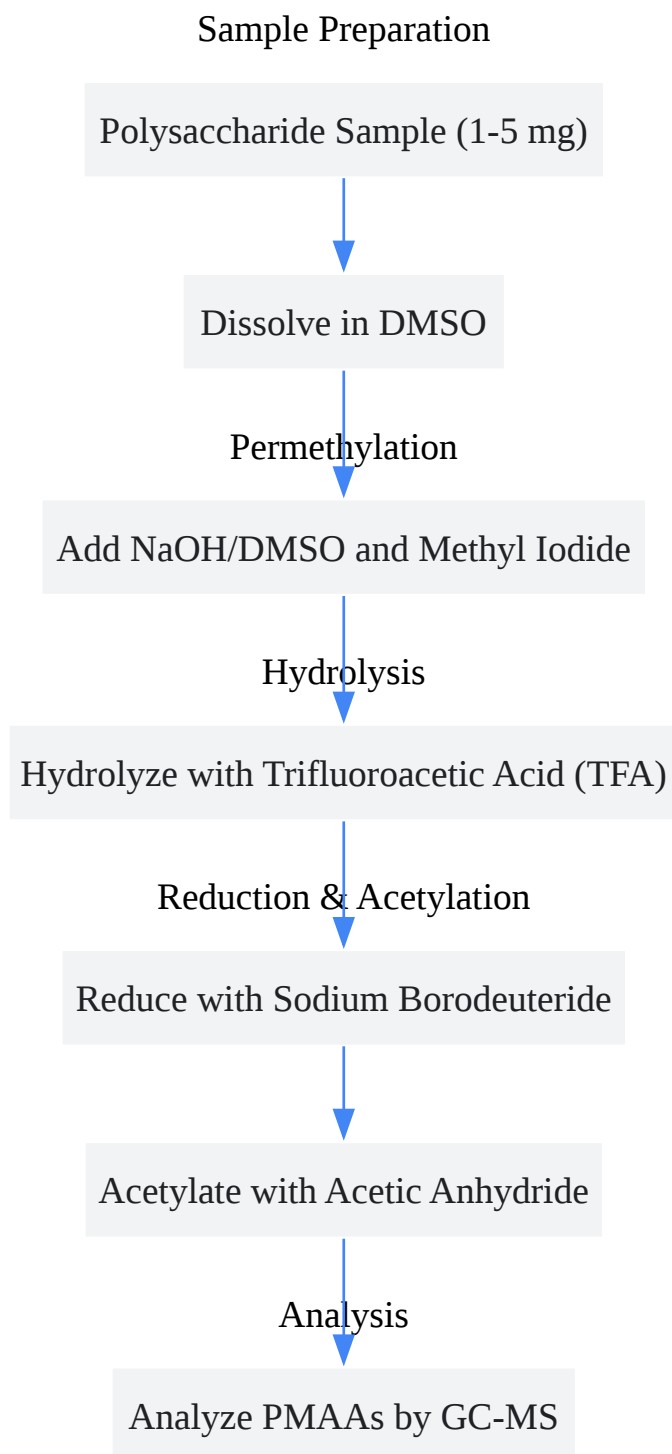 Sample Preparation
Polysaccharide Sample (1-5 mg)
Dissolve in DMSO
Permethylation
Add NaOH/DMSO and Methyl Iodide
Hydrolysis
Hydrolyze with Trifluoroacetic Acid (TFA)
Reduction & Acetylation
Reduce with Sodium Borodeuteride
Acetylate with Acetic Anhydride
Analysis
Analyze PMAAs by GC-MS